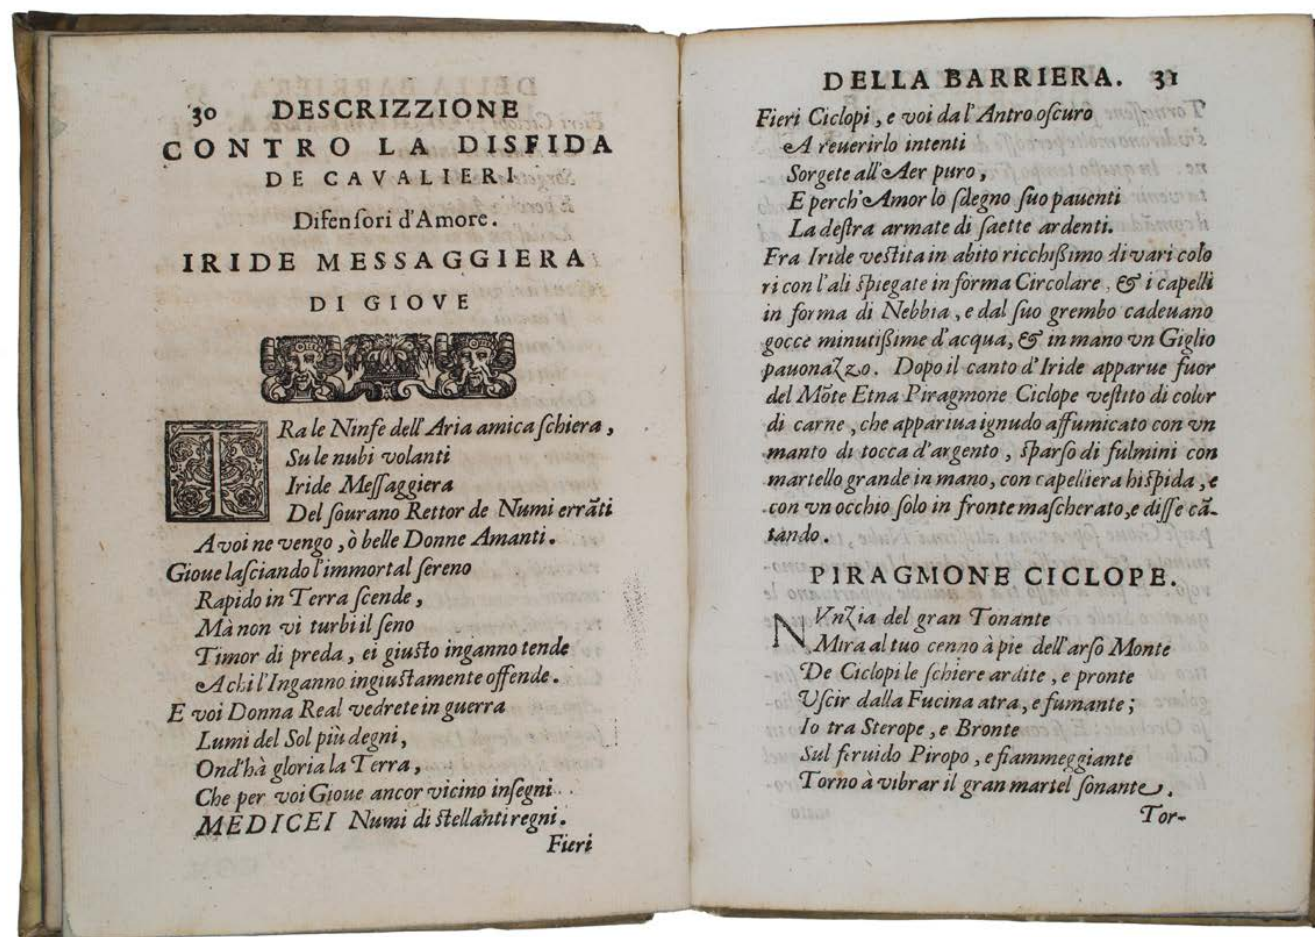 30 DESCRIZZIONE
CONTRO LA DISFIDA
DE CAVALIERI
Difenſori d'Amore.
IRIDE MESSAGGIERA
DI GIOVE
TRa le Ninfe dell'Aria amica ſchiera,
Su le nubi volanti
Iride Meſſaggiera
Del ſourano Rettor de Numi errãti
A voi ne vengo, ò belle Donne Amanti.
Gioue laſciando l'immortal ſereno
Rapido in Terra ſcende,
Mà non vi turbi il ſeno
Timor di preda, ei giuſto inganno tende
A chi l'Inganno ingiuſtamente offende.
E voi Donna Real vedrete in guerra
Lumi del Sol più degni,
Ond'hà gloria la Terra,
Che per voi Gioue ancor vicino inſegni
MEDICEI Numi di ſtellanti regni.
Fieri
DELLA BARRIERA. 31
Fieri Ciclopi, e voi da l'Antro oſcuro
A reuerirlo intenti
Sorgete all'Aer puro,
E perch'Amor lo ſdegno ſuo pauenti
La deſtra armate di ſaette ardenti.
Fra Iride veſtita in abito ricchiſſimo di vari colo
ri con l'ali ſpiegate in forma Circolare, & i capelli
in forma di Nebbia, e dal ſuo grembo cadeuano
gocce minutiſſime d'acqua, & in mano vn Giglio
pauonazzo. Dopo il canto d'Iride apparue fuor
del Mõte Etna Piragmone Ciclope veſtito di color
di carne, che appariua ignudo affumicato con vn
manto di tocca d'argento, ſparſo di fulmini con
martello grande in mano, con capelliera hiſpida, e
con vn occhio ſolo in fronte maſcherato, e diſſe cã-
tando.
PIRAGMONE CICLOPE.
NVnzia del gran Tonante
Mira al tuo cenno à pie dell'arſo Monte
De Ciclopi le ſchiere ardite, e pronte
Vſcir dalla Fucina atra, e fumante;
Io tra Sterope, e Bronte
Sul feruido Piropo, e fiammeggiante
Torno à vibrar il gran martel ſonante.
Tor-